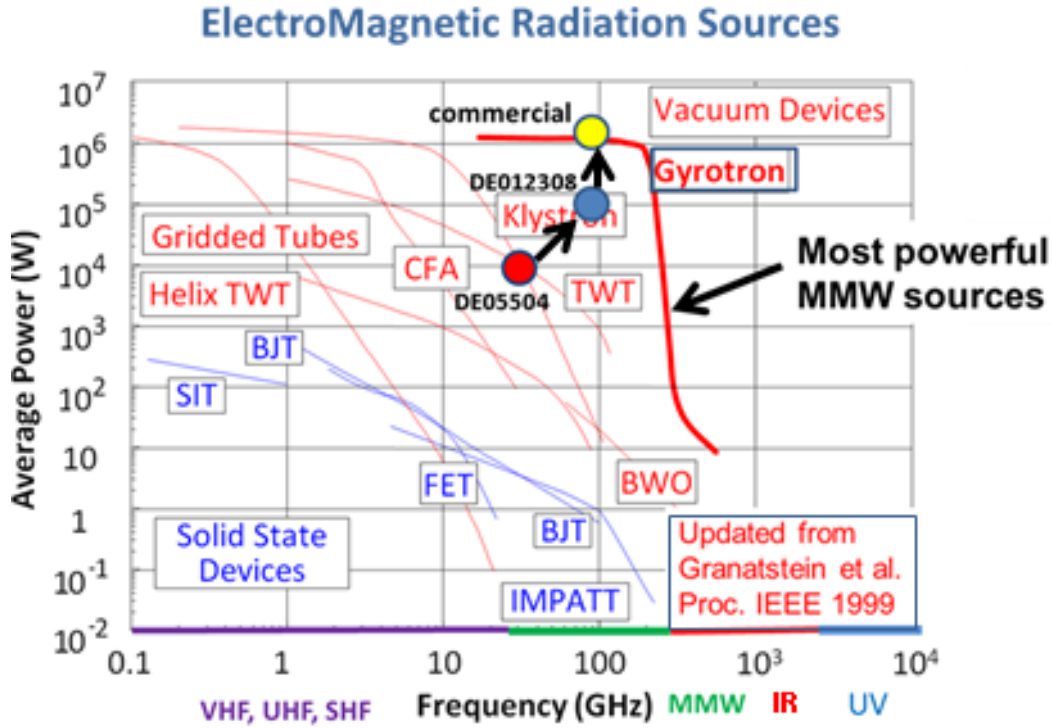 ElectroMagnetic Radiation Sources
Average Power (W)
10^7
10^6
10^5
10^4
10^3
10^2
10
1
10^-1
10^-2
commercial
Vacuum Devices
Gyrotron
DE012308
Klystron
Gridded Tubes
CFA
Most powerful
MMW sources
Helix TWT
DE05504
TWT
BJT
SIT
FET
BWO
BJT
Solid State
Devices
IMPATT
Updated from
Granatstein et al.
Proc. IEEE 1999
0.1
1
10
100
10^3
10^4
VHF, UHF, SHF
Frequency (GHz)
MMW
IR
UV